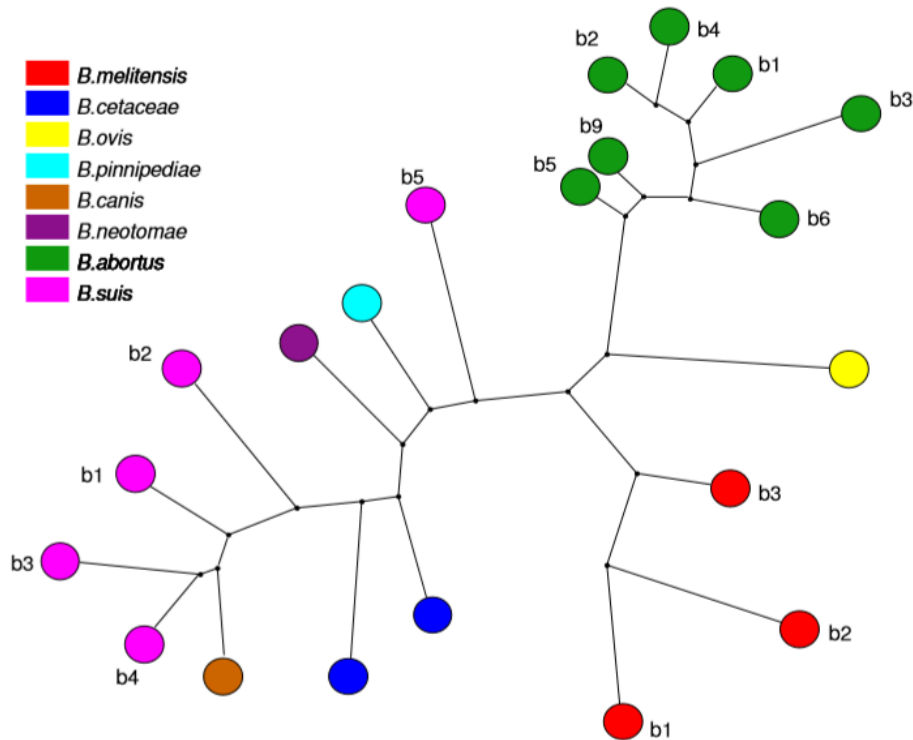 B.melitensis
B.cetaceae
B.ovis
B.pinnipediae
B.canis
B.neotomae
B.abortus
B.suis
b4
b2
b1
b3
b9
b5
b6
b5
b2
b1
b3
b4
b3
b2
b1